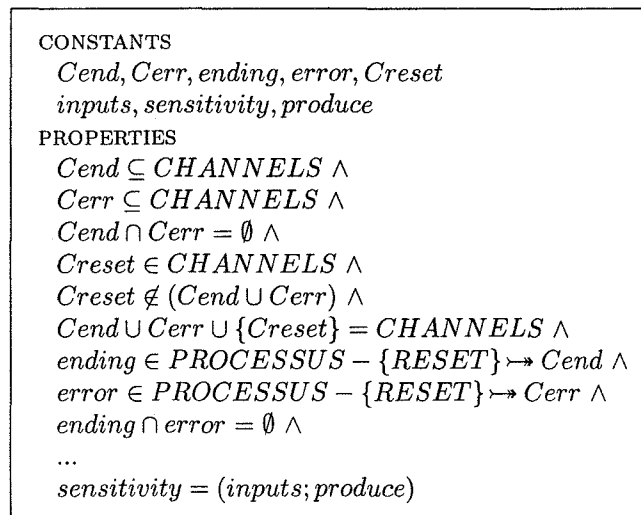 CONSTANTS
Cend, Cerr, ending, error, Creset
inputs, sensitivity, produce
PROPERTIES
Cend ⊆ CHANNELS ∧
Cerr ⊆ CHANNELS ∧
Cend ∩ Cerr = ∅ ∧
Creset ∈ CHANNELS ∧
Creset ∉ (Cend ∪ Cerr) ∧
Cend ∪ Cerr ∪ {Creset} = CHANNELS ∧
ending ∈ PROCESSUS − {RESET} ⤖ Cend ∧
error ∈ PROCESSUS − {RESET} ⤖ Cerr ∧
ending ∩ error = ∅ ∧
...
sensitivity = (inputs; produce)